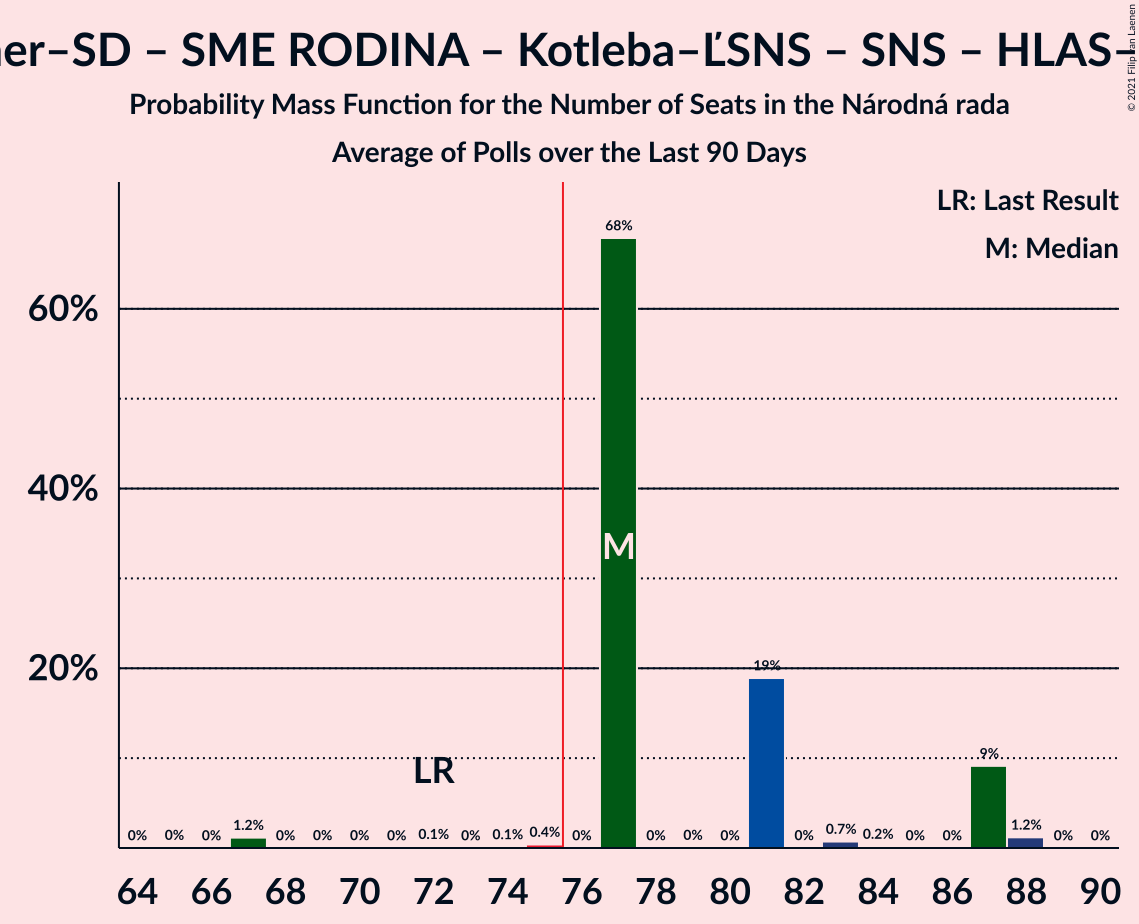 er–SD – SME RODINA – Kotleba–ĽSNS – SNS – HLAS–
Probability Mass Function for the Number of Seats in the Národná rada
Average of Polls over the Last 90 Days
© 2021 Filip van Laenen
LR: Last Result
M: Median
60%
40%
20%
68%
M
19%
LR
9%
0% 0% 0% 1.2% 0% 0% 0% 0% 0.1% 0% 0.1% 0.4% 0% 0% 0% 0% 0% 0.7% 0.2% 0% 0% 1.2% 0% 0%
64 66 68 70 72 74 76 78 80 82 84 86 88 90